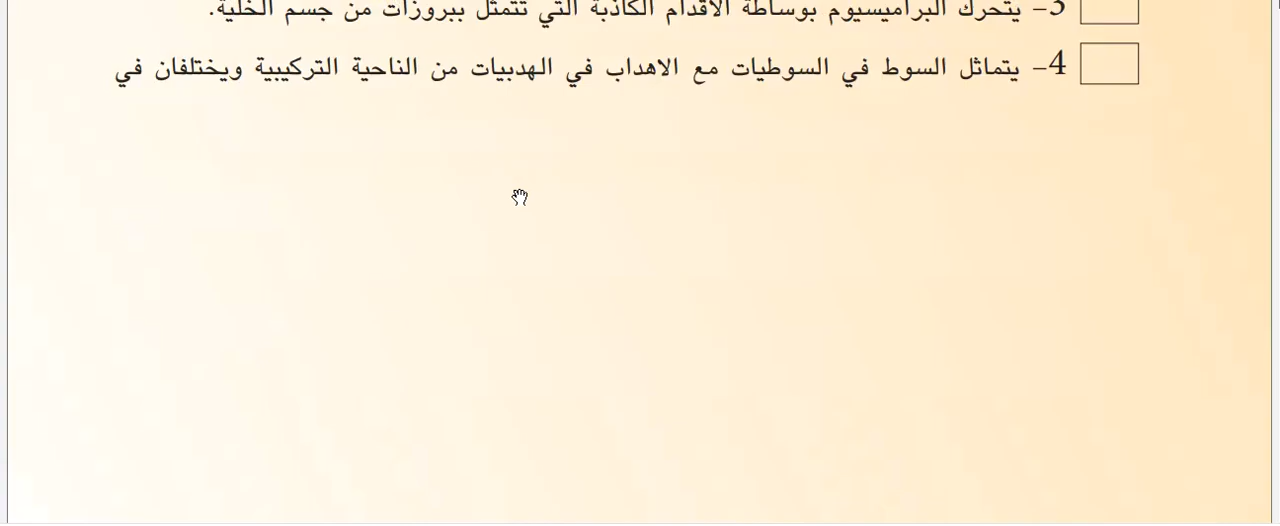 3– يتحرك البراميسيوم بوساطة الاقدام الكاذبة التي تتمثل ببروزات من جسم الخلية.
4– يتماثل السوط في السوطيات مع الاهداب في الهدبيات من الناحية التركيبية ويختلفان في